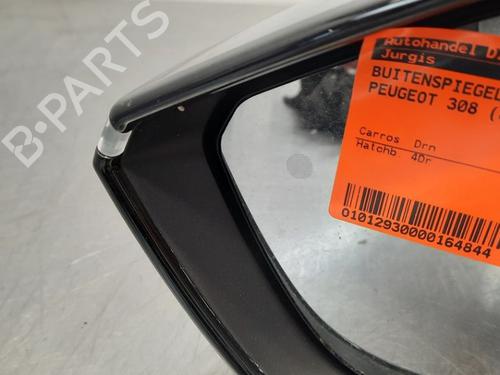 B-PARTS
Autohandel
Jurgis
BUITENSPIEGEL
PEUGEOT 308 (
Carros Drn
Hatchb 4Dr
01012930000164844